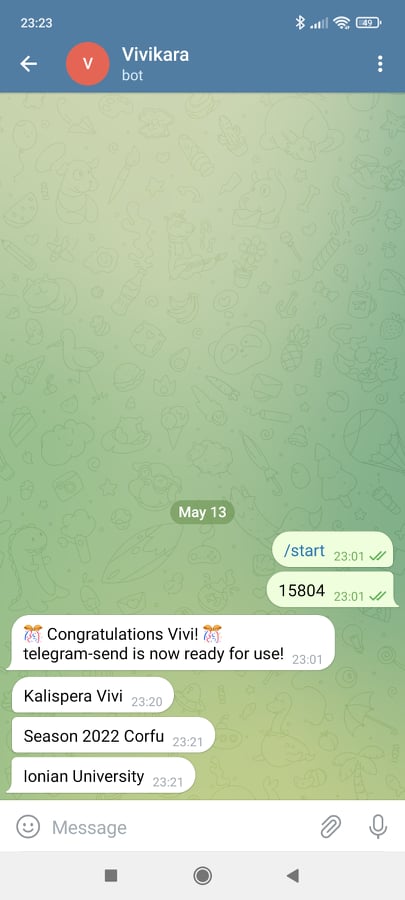 23:23
49
V
Vivikara
bot
May 13
/start 23:01
15804 23:01
🎊 Congratulations Vivi! 🎊
telegram-send is now ready for use! 23:01
Kalispera Vivi 23:20
Season 2022 Corfu 23:21
Ionian University 23:21
Message